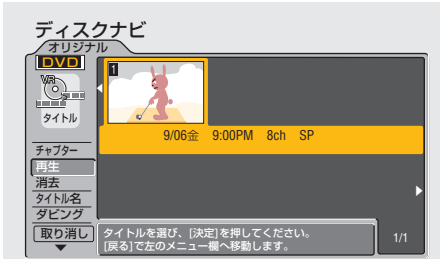 ディスクナビ
オリジナル
DVD
VR
タイトル
1
9/06金 9:00PM 8ch SP
チャプター
再生
消去
タイトル名
ダビング
取り消し
タイトルを選び、[決定]を押してください。
[戻る]で左のメニュー欄へ移動します。
1/1